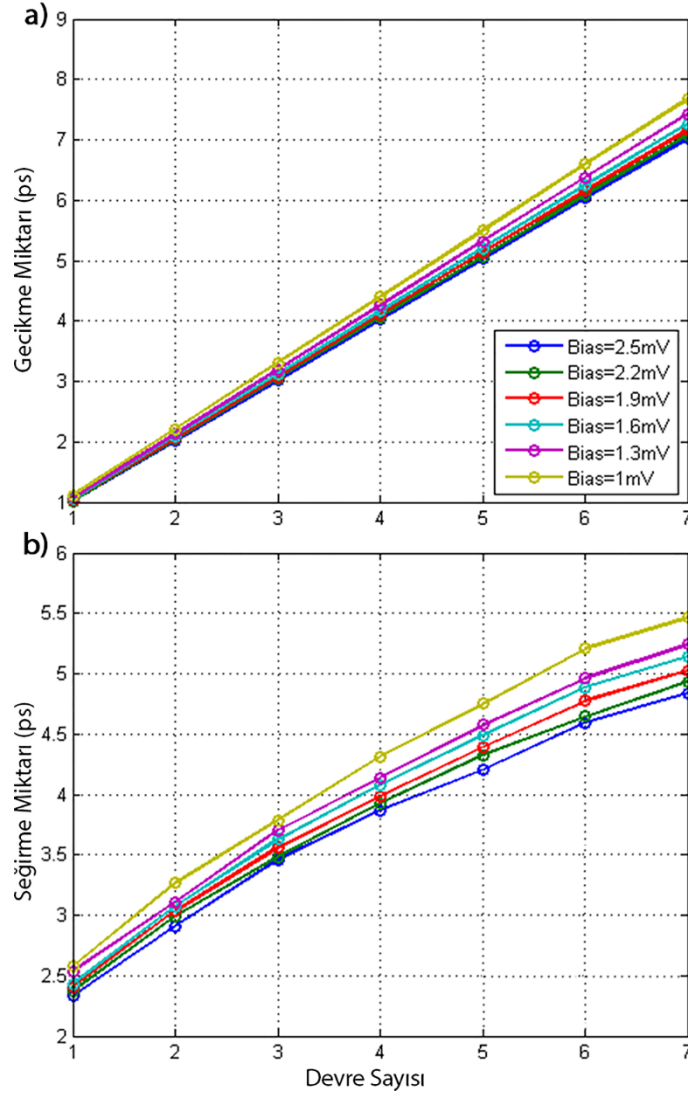 a)
9
8
7
6
5
4
3
2
1
Gecikme Miktarı (ps)
Bias=2.5mV
Bias=2.2mV
Bias=1.9mV
Bias=1.6mV
Bias=1.3mV
Bias=1mV
1 2 3 4 5 6 7
b)
6
5.5
5
4.5
4
3.5
3
2.5
2
Seğirme Miktarı (ps)
1 2 3 4 5 6 7
Devre Sayısı